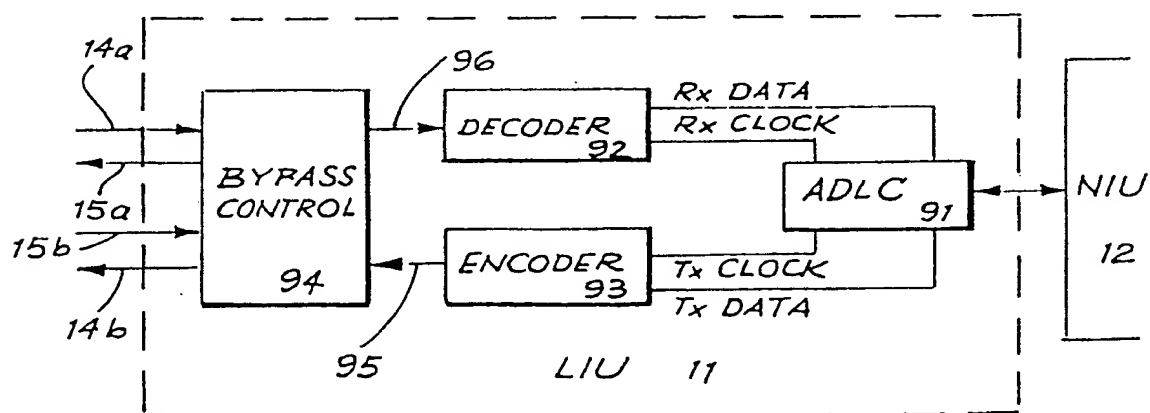 14a
96
Rx DATA
Rx CLOCK
DECODER
92
15a
BYPASS
CONTROL
ADLC
91
NIU
12
15b
94
ENCODER
93
Tx CLOCK
Tx DATA
14b
95
LIU 11